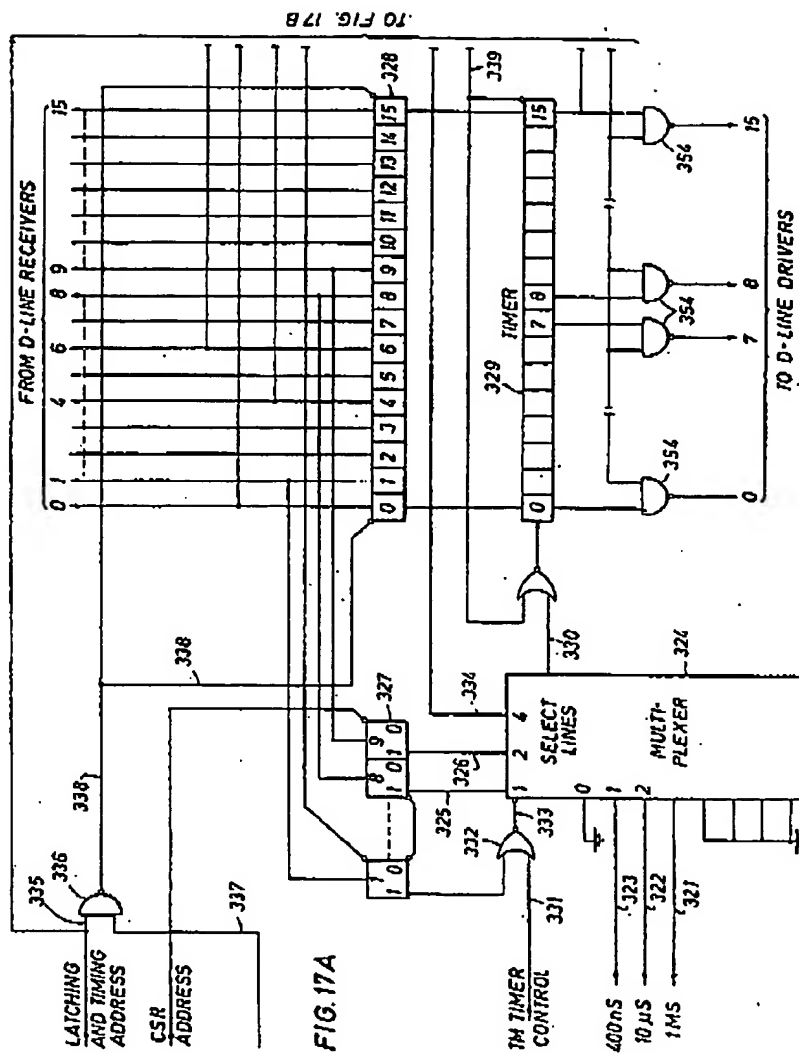 TO FIG. 17B
FROM D-LINE RECEIVERS
0 1 4 6 8 9 15
LATCHING
AND TIMING
ADDRESS
335
336
338
337
CSR
ADDRESS
338
0 1 2 3 4 5 6 7 8 9 10 11 12 13 14 15
328
339
FIG. 17A
327
1 0
8
1 0
9
1 0
325
326
334
TIMER
329
0 7 8 15
330
331
332
333
TM TIMER
CONTROL
1 2 4
SELECT
LINES
MULTI-
PLEXER
324
0
1
2
400nS
323
10µS
322
1MS
321
354
354
354
0 7 8 15
TO D-LINE DRIVERS